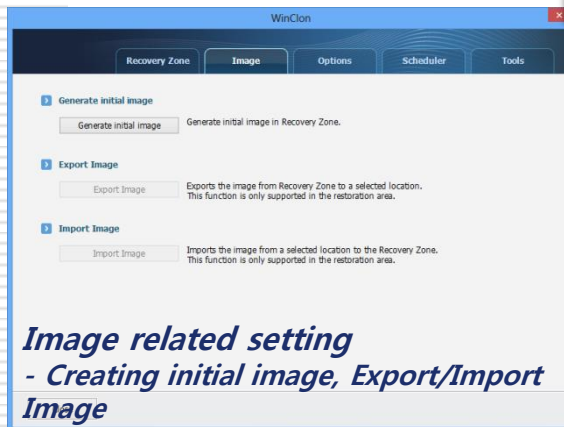 WinClon
Recovery Zone Image Options Scheduler Tools
Generate initial image
Generate initial image Generate initial image in Recovery Zone.
Export Image
Export Image Exports the image from Recovery Zone to a selected location.
This function is only supported in the restoration area.
Import Image
Import Image Imports the image from a selected location to the Recovery Zone.
This function is only supported in the restoration area.
Image related setting
- Creating initial image, Export/Import
Image